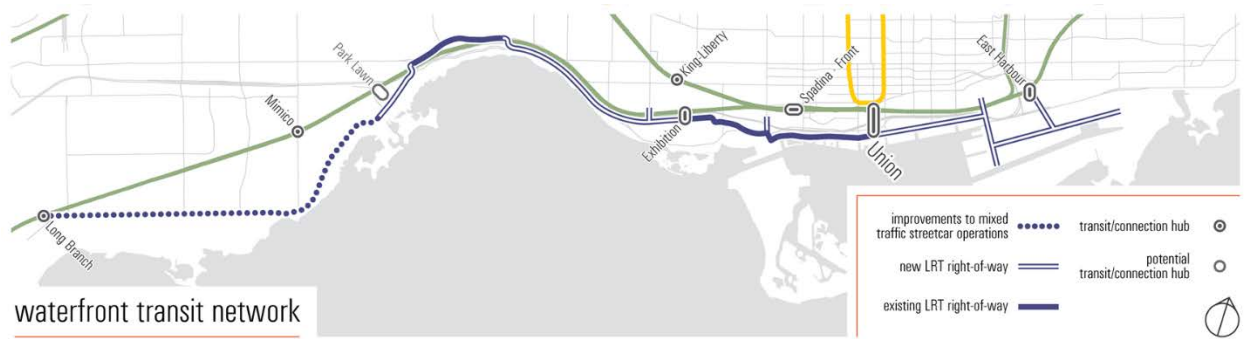 Long Branch
Mimico
Park Lawn
King-Liberty
Exhibition
Spadina - Front
Union
East Harbour
waterfront transit network
improvements to mixed
traffic streetcar operations
new LRT right-of-way
existing LRT right-of-way
transit/connection hub
potential
transit/connection hub